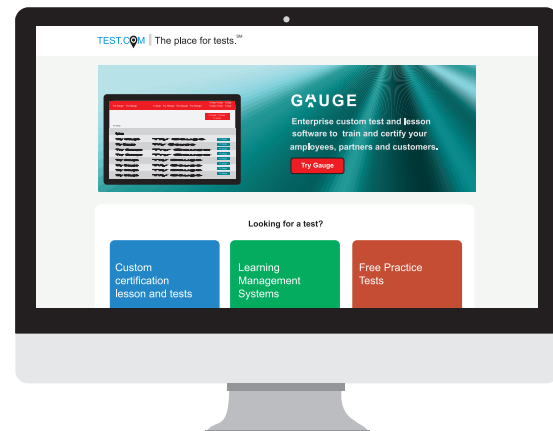 TEST.COM | The place for tests.℠
GAUGE
Enterprise custom test and lesson
software to train and certify your
amployees, partners and customers.
Try Gauge
Looking for a test?
Custom
certification
lesson and tests
Learning
Management
Systems
Free Practice
Tests